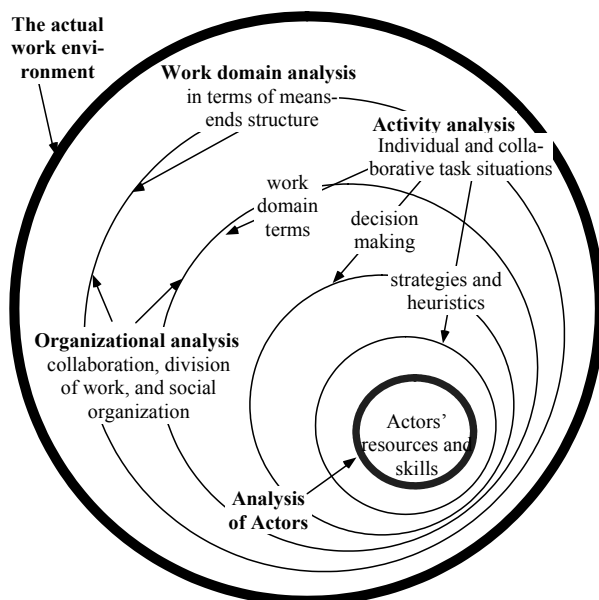 The actual
work envi-
ronment
Work domain analysis
in terms of means-
ends structure
Activity analysis
Individual and colla-
borative task situations
work
domain
terms
decision
making
strategies and
heuristics
Organizational analysis
collaboration, division
of work, and social
organization
Actors’
resources and
skills
Analysis
of Actors